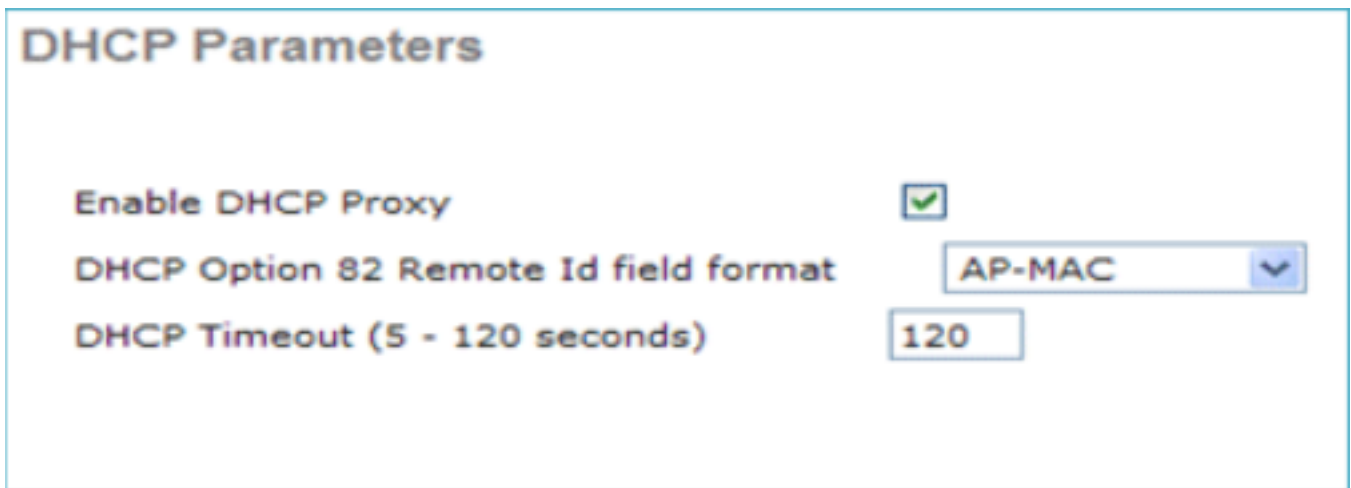 DHCP Parameters
Enable DHCP Proxy
DHCP Option 82 Remote Id field format AP-MAC
DHCP Timeout (5 - 120 seconds) 120